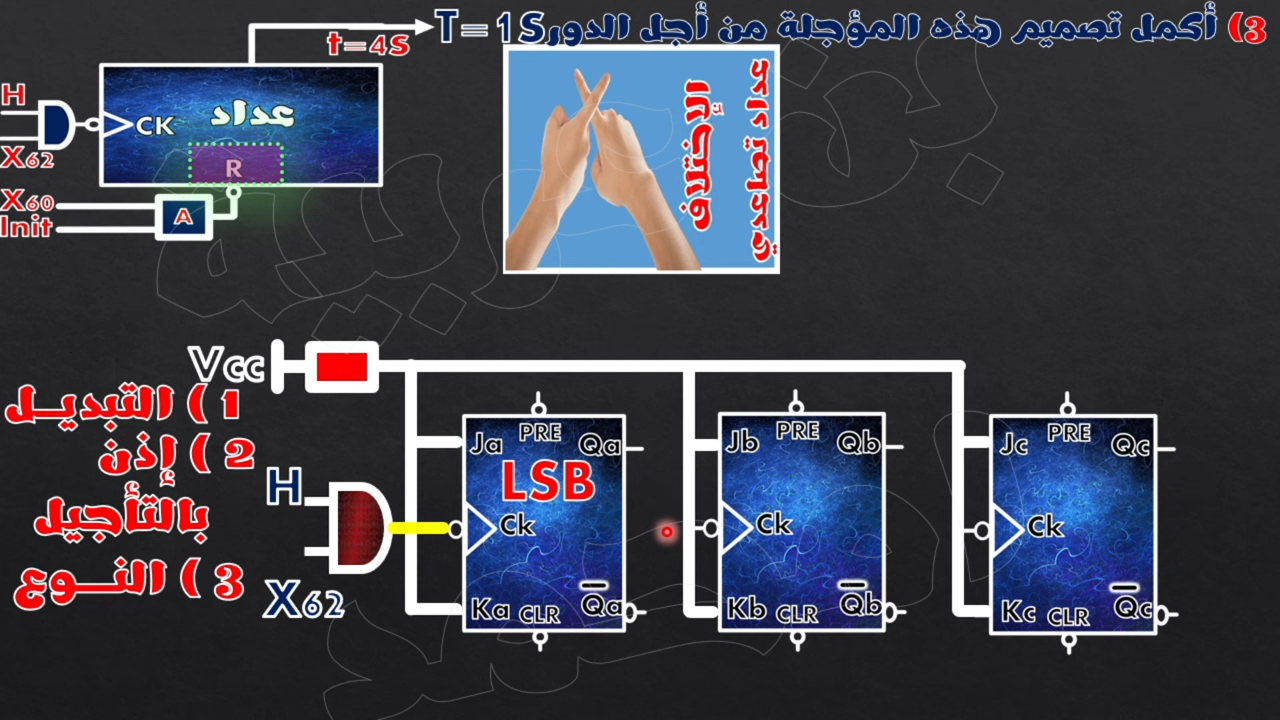 3) أكمل تصميم هذه المؤجلة من أجل الدور T=1S
t=4s
H
CK
عداد
X62
R
X60
Init
A
عداد تصاعدي
الإختلاف
Vcc
1) التبديل
2) إذن
بالتأجيل
3) النوع
H
X62
Ja PRE Qa
LSB
Ck
Ka CLR Qa
Jb PRE Qb
Ck
Kb CLR Qb
Jc PRE Qc
Ck
Kc CLR Qc